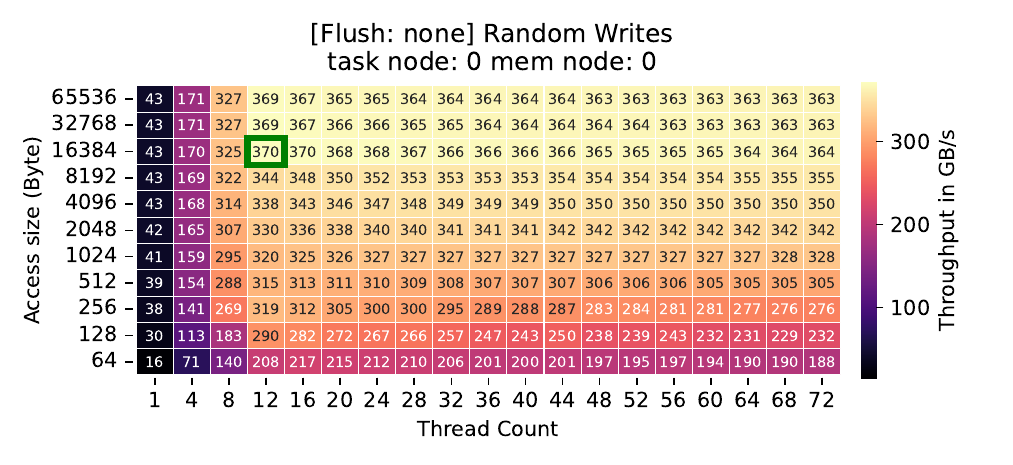 [Flush: none] Random Writes
task node: 0 mem node: 0
Access size (Byte)
65536 43 171 327 369 367 365 365 364 364 364 364 364 363 363 363 363 363 363 363
32768 43 171 327 369 367 366 366 365 365 364 364 364 364 364 363 363 363 363 363
16384 43 170 325 370 370 368 368 367 366 366 366 366 365 365 365 365 364 364 364
8192 43 169 322 344 348 350 352 353 353 353 353 354 354 354 354 354 355 355 355
4096 43 168 314 338 343 346 347 348 349 349 349 350 350 350 350 350 350 350 350
2048 42 165 307 330 336 338 340 340 341 341 341 342 342 342 342 342 342 342 342
1024 41 159 295 320 325 326 327 327 327 327 327 327 327 327 327 327 327 328 328
512 39 154 288 315 313 311 310 309 308 307 307 307 306 306 306 305 305 305 305
256 38 141 269 319 312 305 300 300 295 289 288 287 283 284 281 281 277 276 276
128 30 113 183 290 282 272 267 266 257 247 243 250 238 239 243 232 231 229 232
64 16 71 140 208 217 215 212 210 206 201 200 201 197 195 197 194 190 190 188
1 4 8 12 16 20 24 28 32 36 40 44 48 52 56 60 64 68 72
Thread Count
300
200
100
Throughput in GB/s